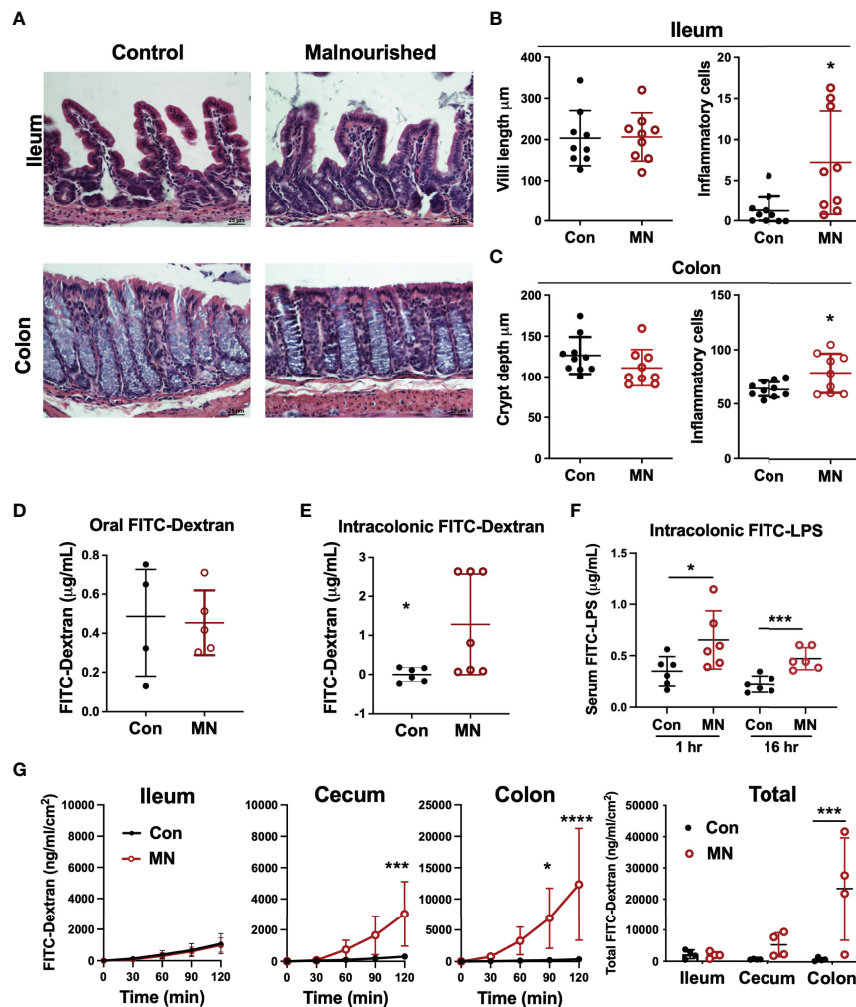 A
Control
Malnourished
Ileum
25 µm
25 µm
Colon
25 µm
25 µm
B
Ileum
Villi length µm
400
300
200
100
0
Con
MN
Inflammatory cells
20
15
10
5
0
*
Con
MN
C
Colon
Crypt depth µm
200
150
100
50
0
Con
MN
Inflammatory cells
150
100
50
0
*
Con
MN
D
Oral FITC-Dextran
FITC-Dextran (µg/mL)
0.8
0.6
0.4
0.2
0.0
Con
MN
E
Intracolonic FITC-Dextran
FITC-Dextran (µg/mL)
3
2
1
0
-1
*
Con
MN
F
Intracolonic FITC-LPS
Serum FITC-LPS (µg/mL)
1.5
1.0
0.5
0.0
*
***
Con
MN
Con
MN
1 hr
16 hr
G
Ileum
FITC-Dextran (ng/ml/cm²)
10000
8000
6000
4000
2000
0
Con
MN
0 30 60 90 120
Time (min)
Cecum
10000
8000
6000
4000
2000
0
***
0 30 60 90 120
Time (min)
Colon
25000
20000
15000
10000
5000
0
*
****
0 30 60 90 120
Time (min)
Total
Total FITC-Dextran (ng/ml/cm²)
50000
40000
30000
20000
10000
0
Con
MN
***
Ileum Cecum Colon